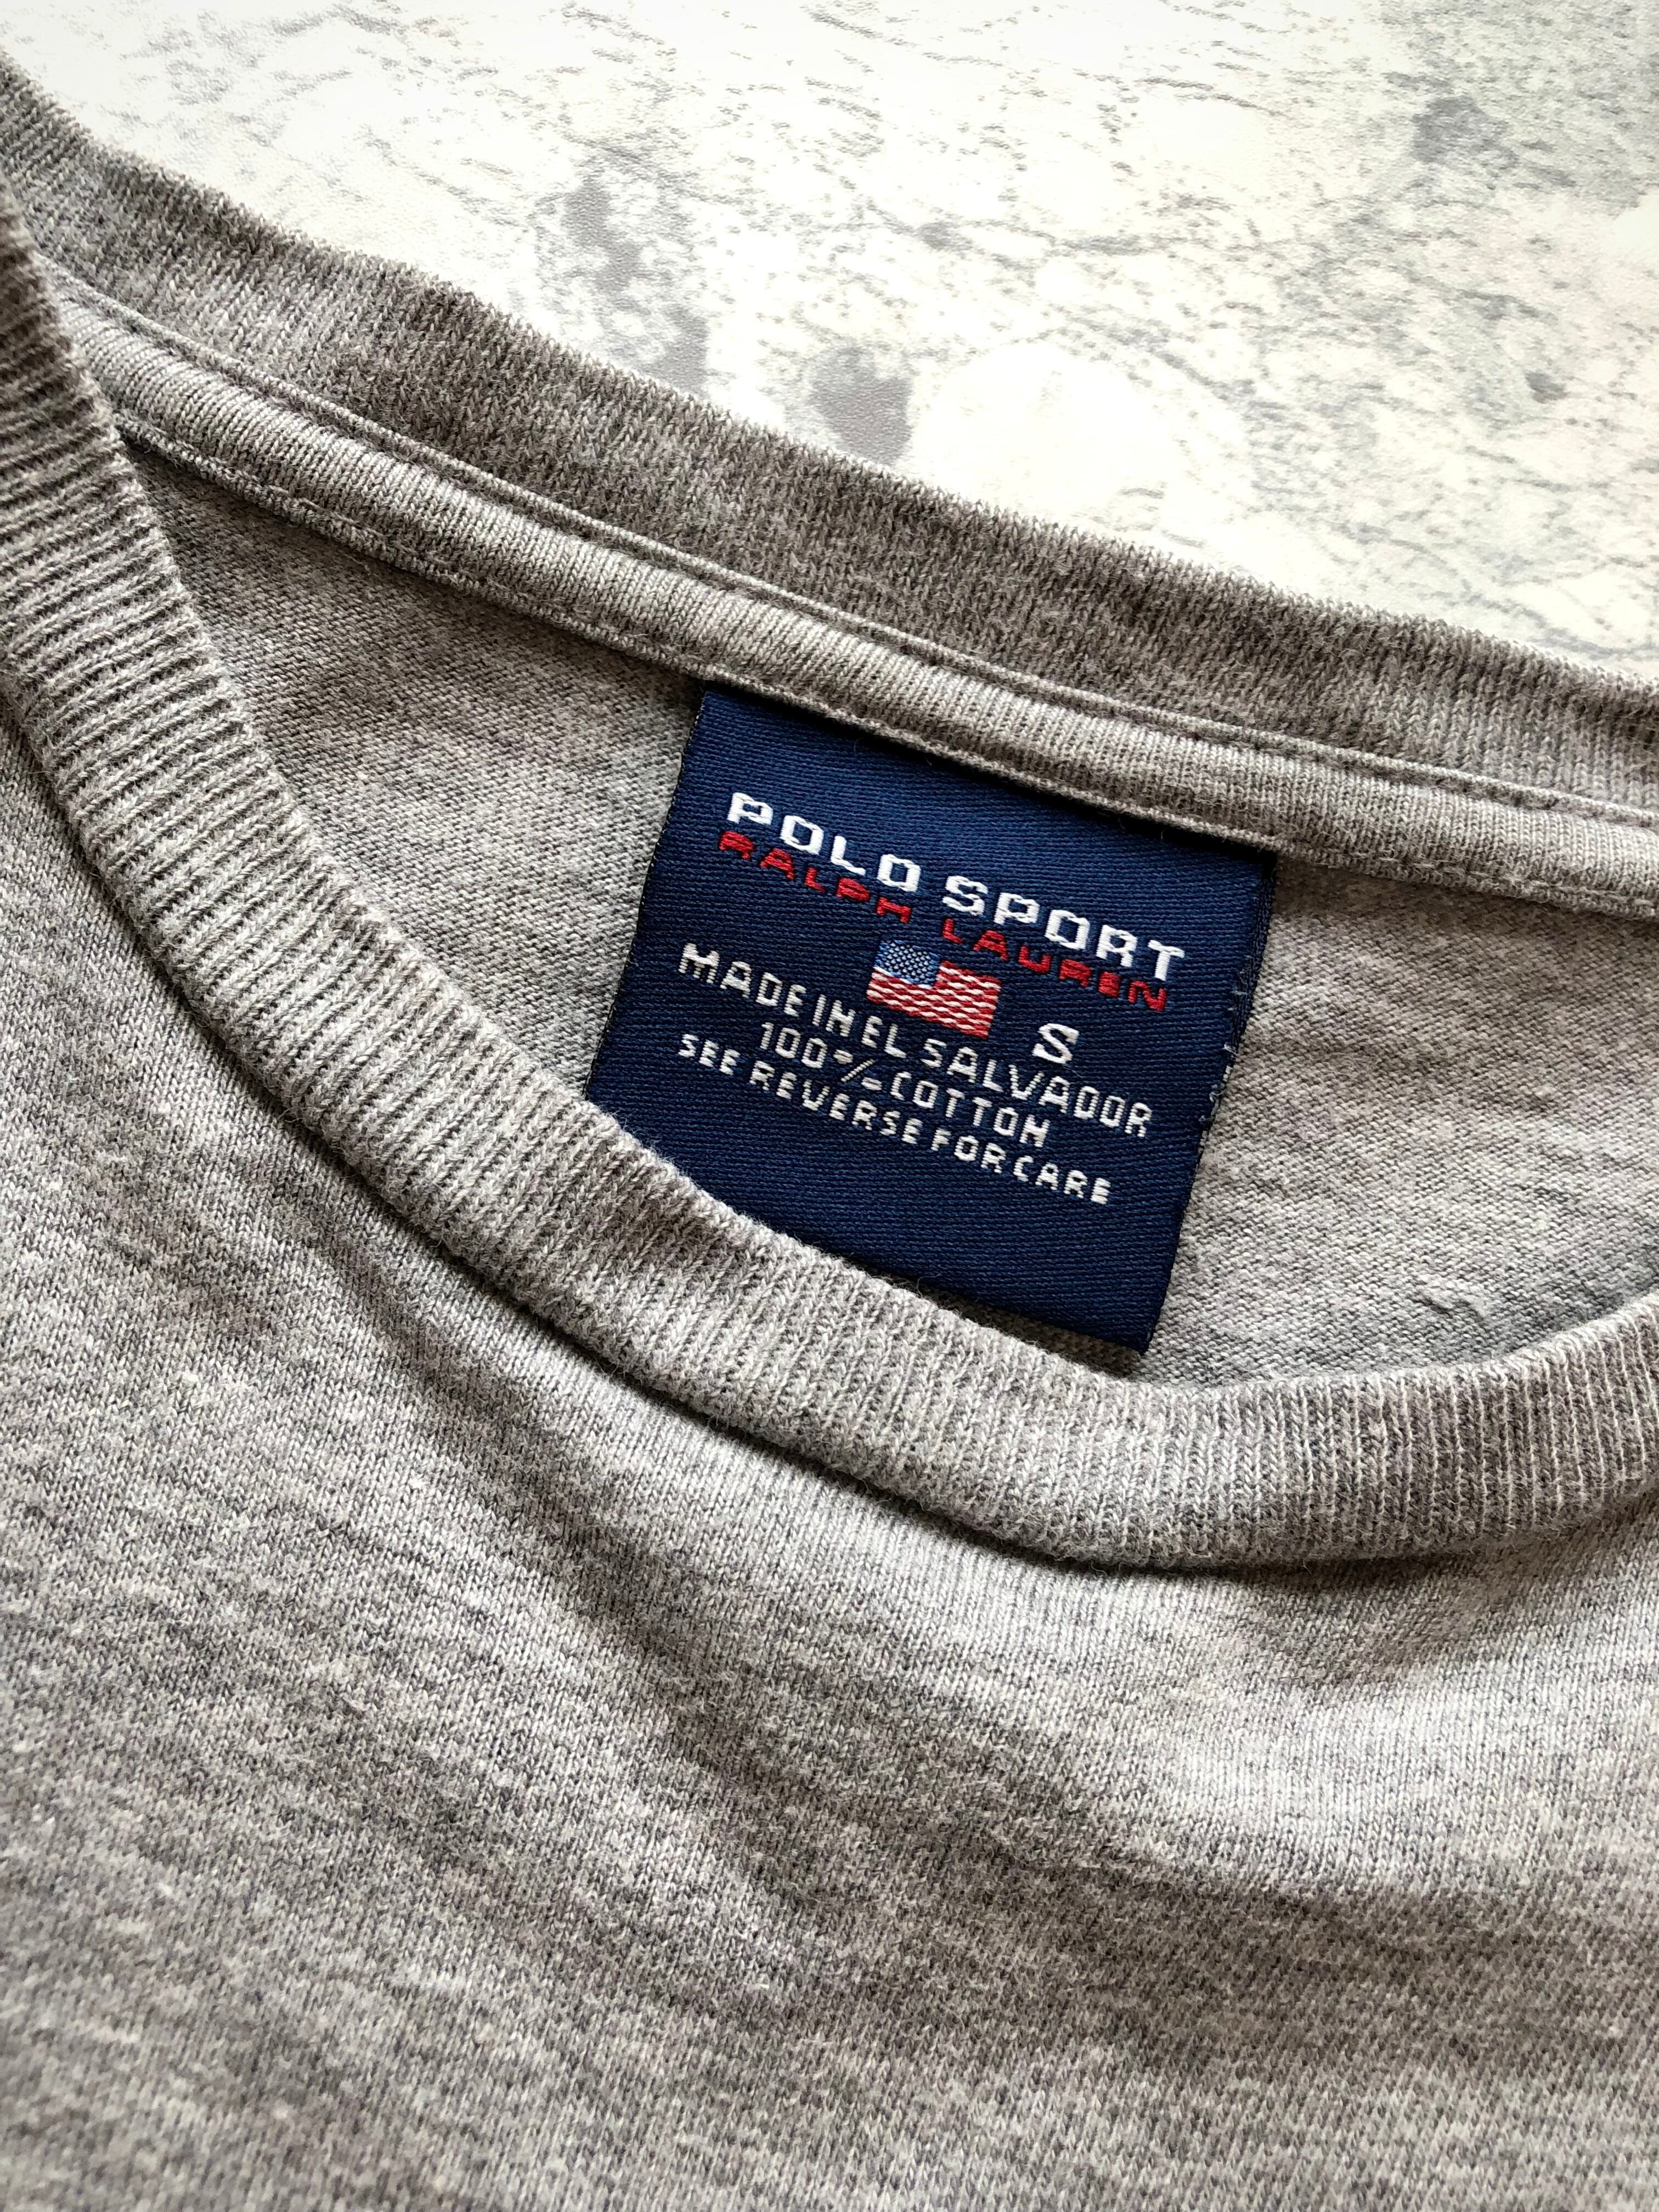 POLO SPORT
RALPH LAUREN
S
MADE IN EL SALVADOR
100% COTTON
SEE REVERSE FOR CARE